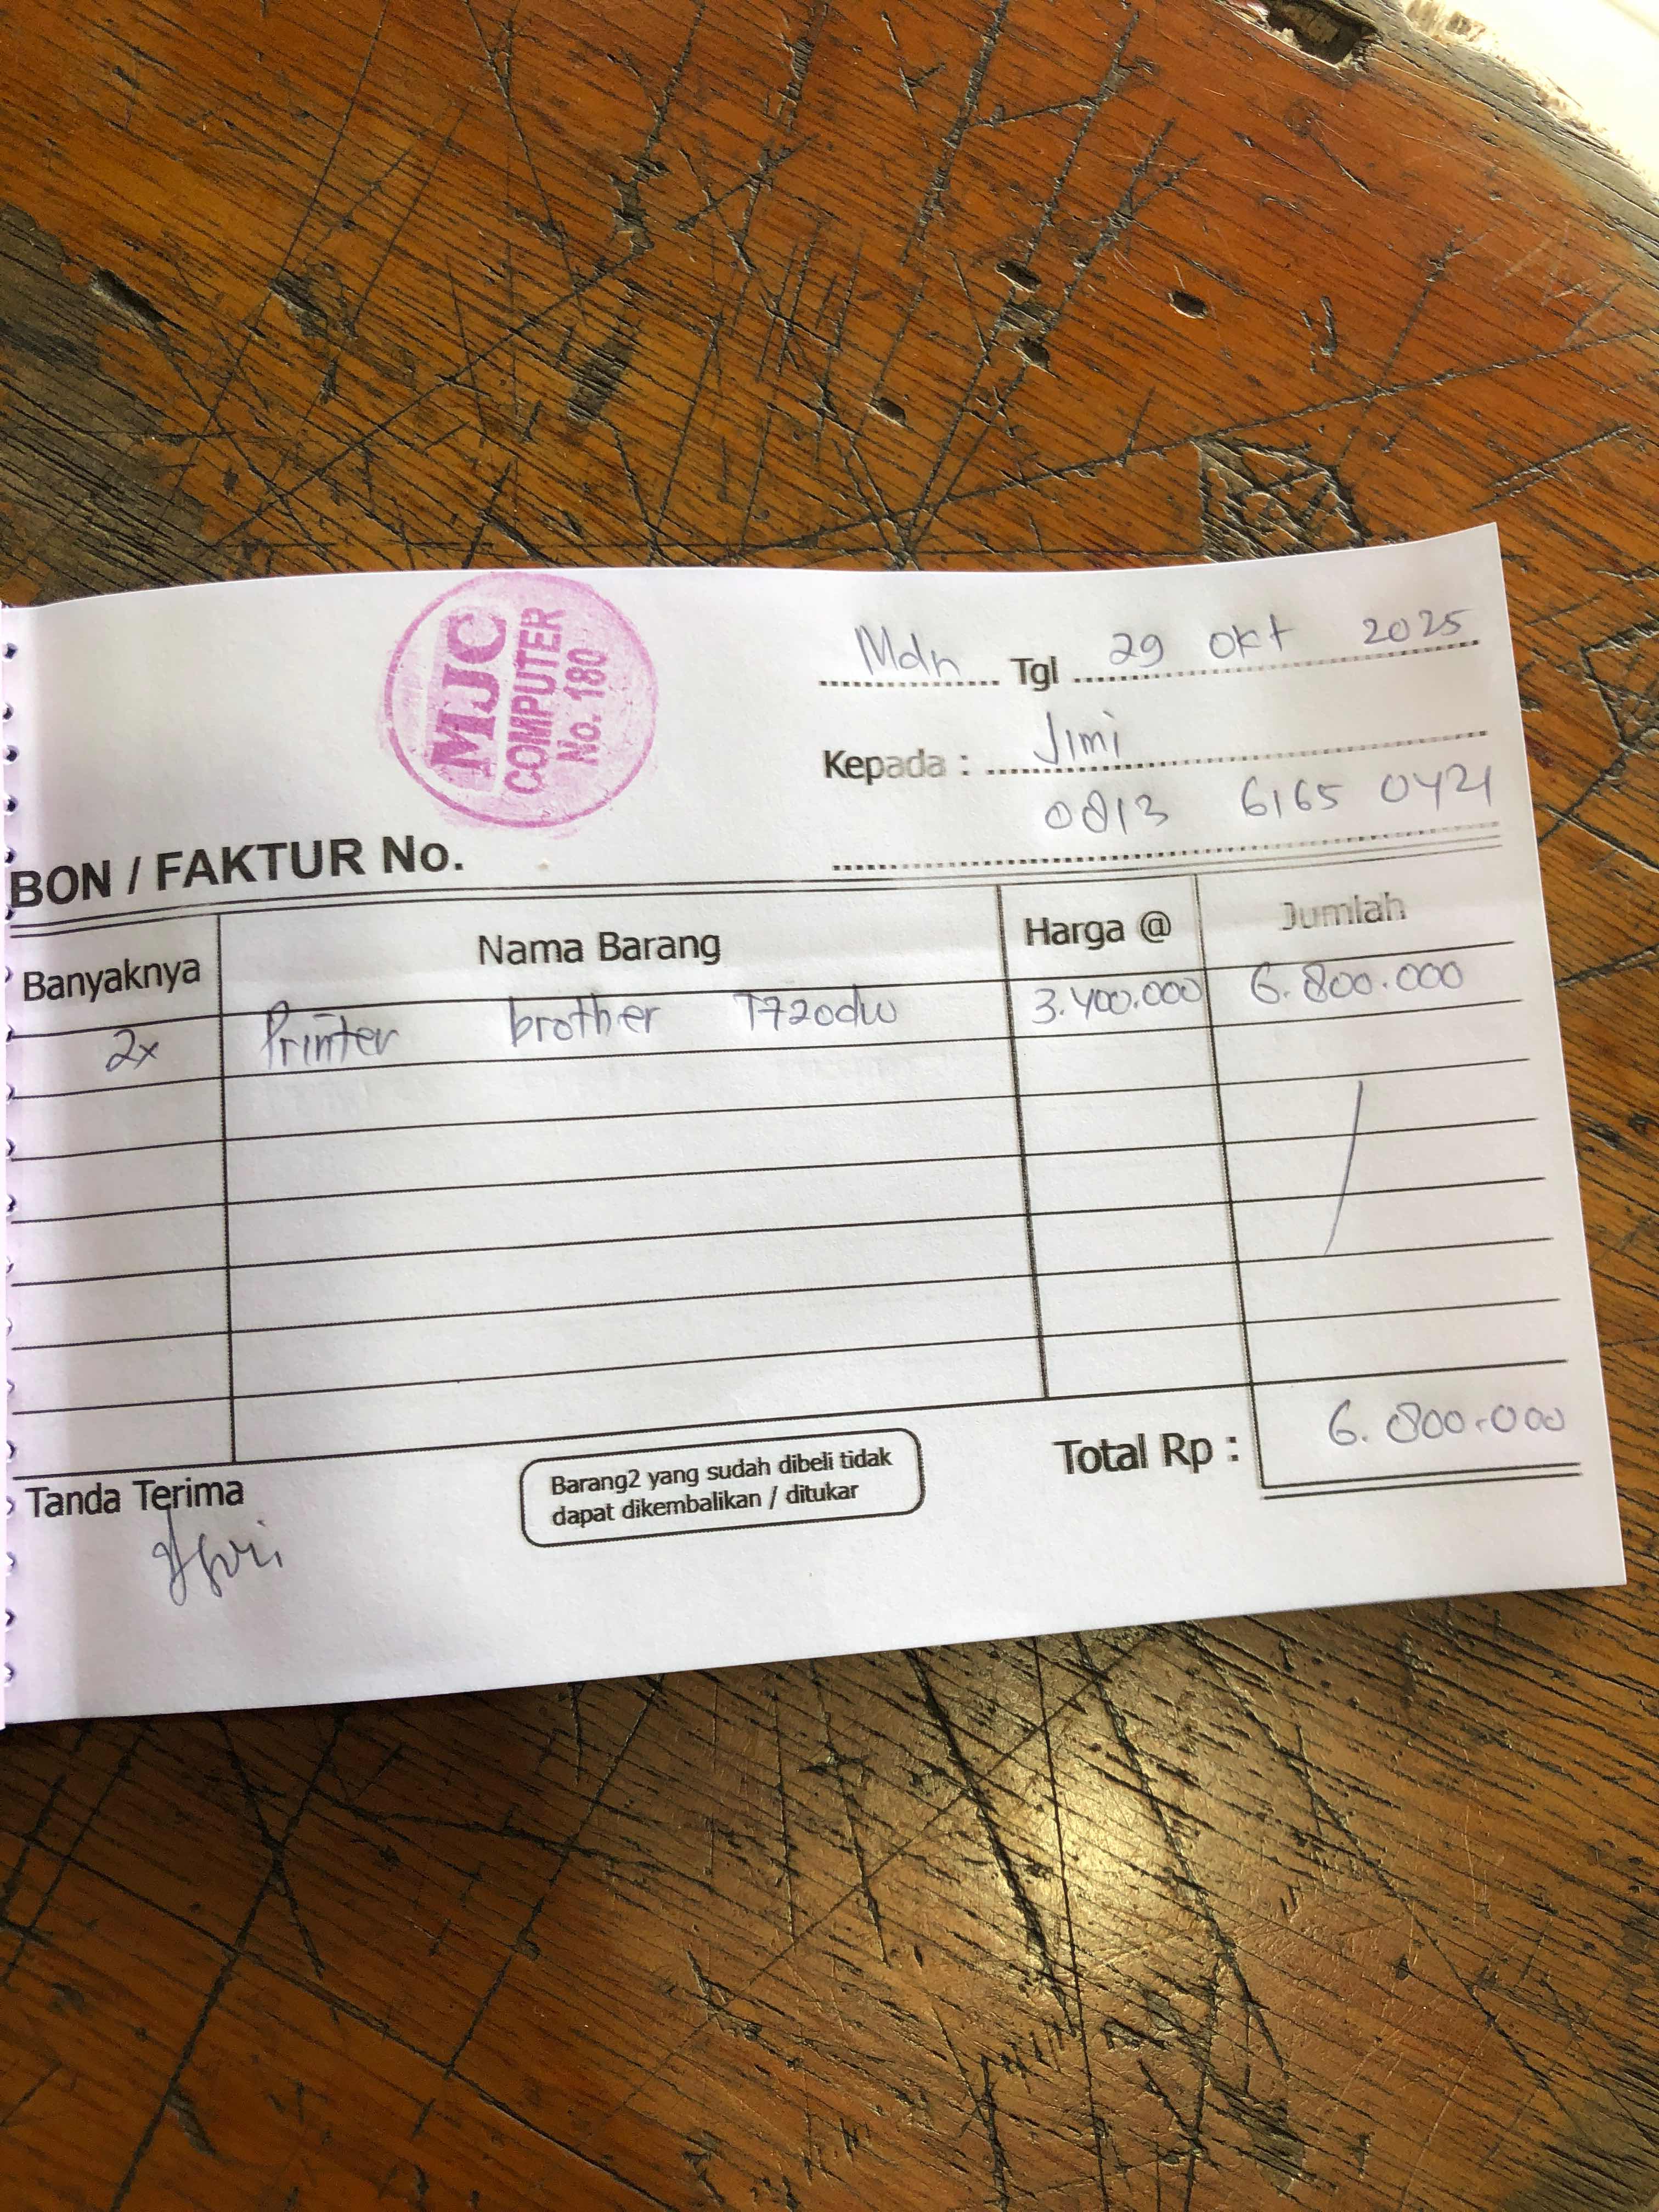 MJC
COMPUTER
No. 180
Mdn Tgl 29 Okt 2025
Kepada : Jimi
0813 6165 0421
BON / FAKTUR No.
Banyaknya Nama Barang Harga @ Jumlah
2x Printer brother T720dw 3.400.000 6.800.000
Total Rp : 6.800.000
Tanda Terima
Barang2 yang sudah dibeli tidak
dapat dikembalikan / ditukar